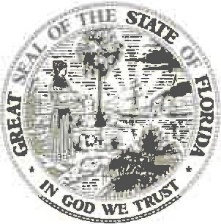 GREAT SEAL OF THE STATE OF FLORIDA
IN GOD WE TRUST